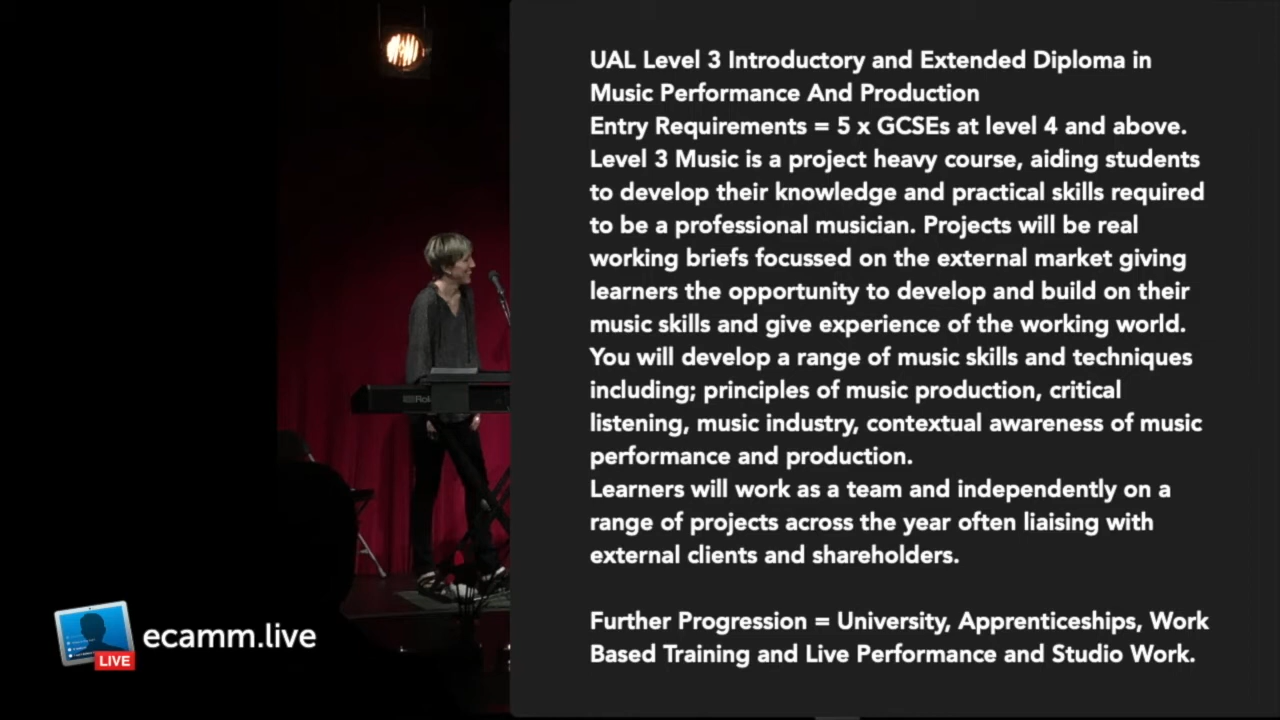 UAL Level 3 Introductory and Extended Diploma in
Music Performance And Production
Entry Requirements = 5 x GCSEs at level 4 and above.
Level 3 Music is a project heavy course, aiding students
to develop their knowledge and practical skills required
to be a professional musician. Projects will be real
working briefs focussed on the external market giving
learners the opportunity to develop and build on their
music skills and give experience of the working world.
You will develop a range of music skills and techniques
including; principles of music production, critical
listening, music industry, contextual awareness of music
performance and production.
Learners will work as a team and independently on a
range of projects across the year often liaising with
external clients and shareholders.
Further Progression = University, Apprenticeships, Work
Based Training and Live Performance and Studio Work.
ecamm.live
LIVE